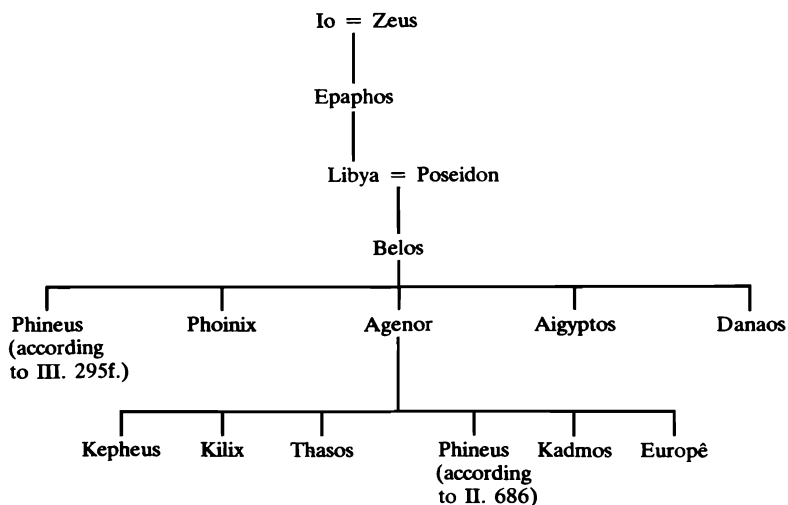 Io = Zeus
Epaphos
Libya = Poseidon
Belos
Phineus
(according
to III. 295f.)
Phoinix
Agenor
Aigyptos
Danaos
Kepheus
Kilix
Thasos
Phineus
(according
to II. 686)
Kadmos
Europê